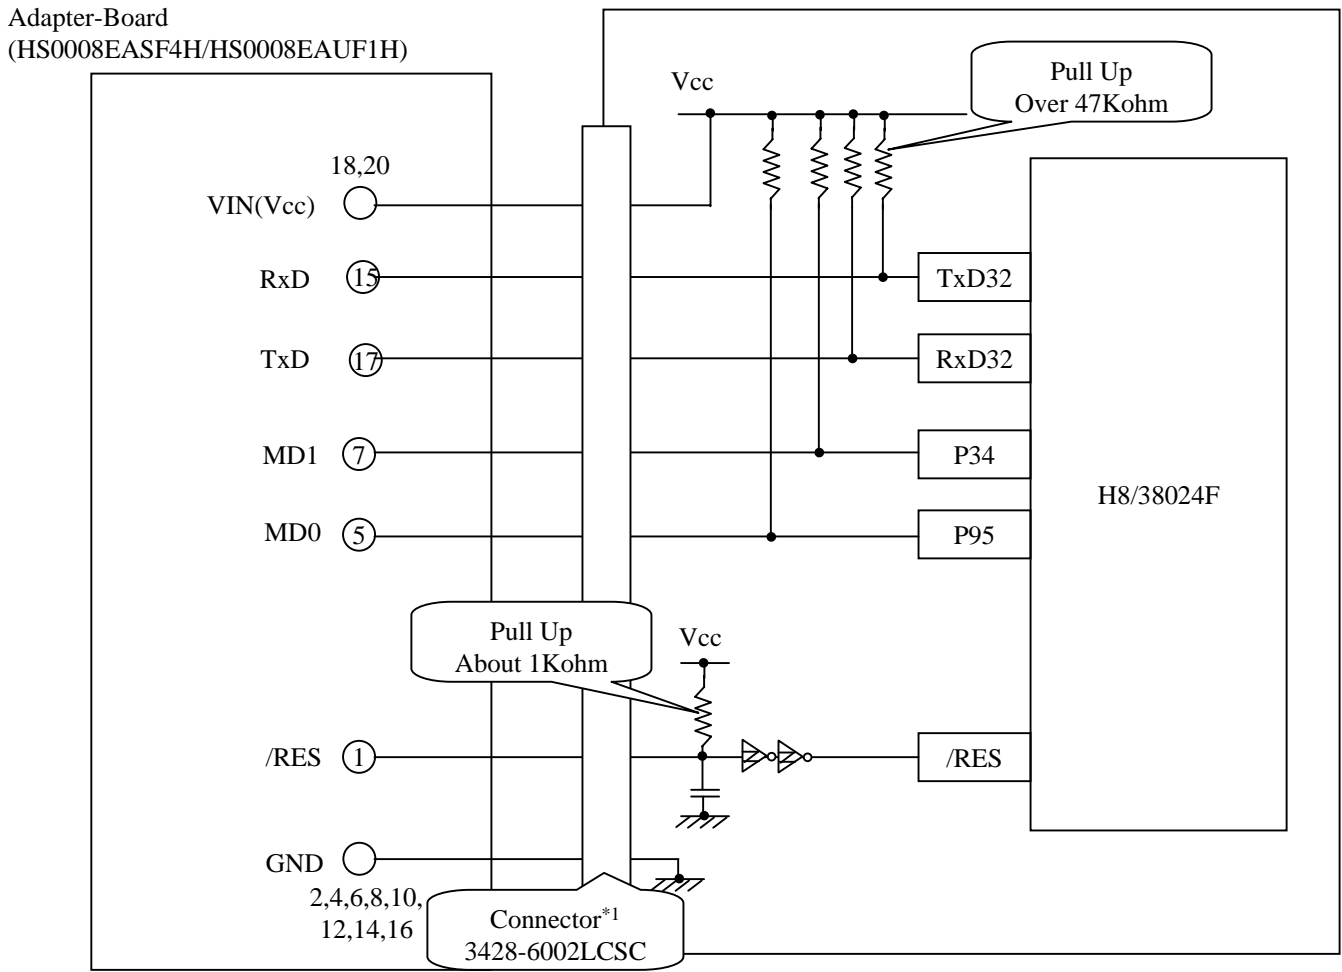 Adapter-Board
(HS0008EASF4H/HS0008EAUF1H)
Vcc
Pull Up
Over 47Kohm
18,20
VIN(Vcc)
RxD 15 TxD32
TxD 17 RxD32
MD1 7 P34
H8/38024F
MD0 5 P95
Pull Up
About 1Kohm
Vcc
/RES 1 /RES
GND
2,4,6,8,10,
12,14,16
Connector*1
3428-6002LCSC